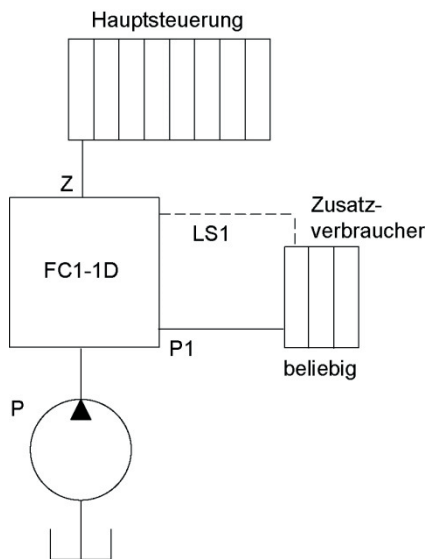 Hauptsteuerung
Z
Zusatz-
verbraucher
LS1
FC1-1D
P1
beliebig
P